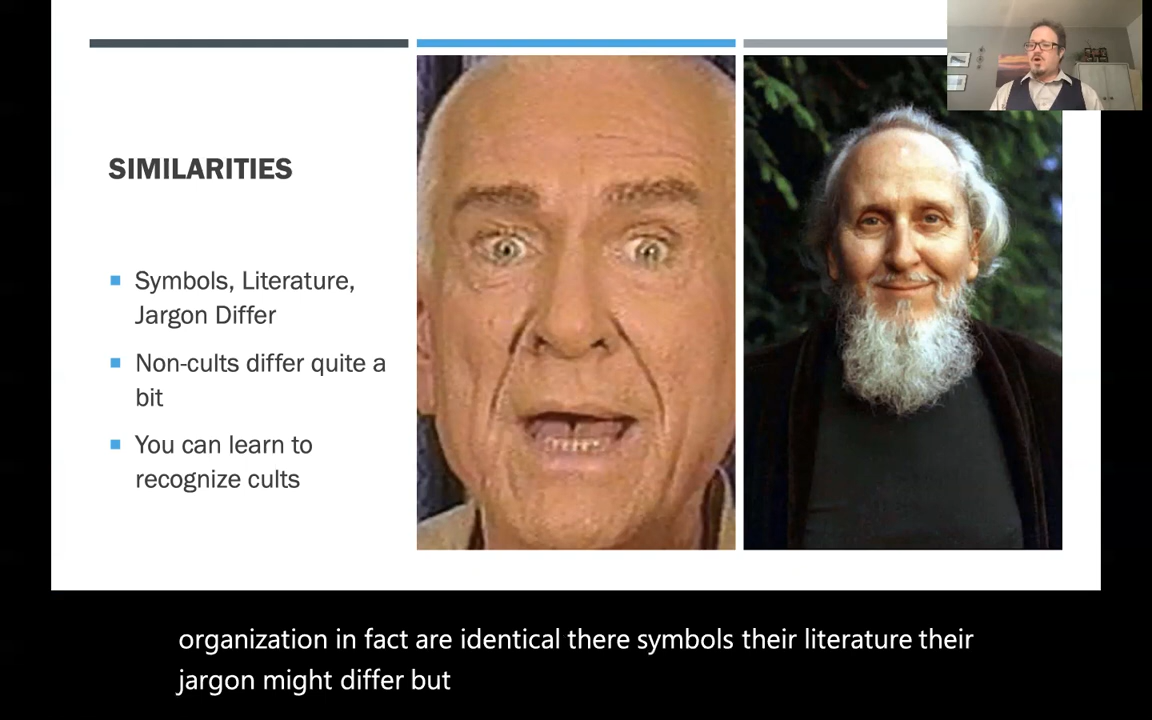 SIMILARITIES
Symbols, Literature,
Jargon Differ
Non-cults differ quite a
bit
You can learn to
recognize cults
organization in fact are identical there symbols their literature their
jargon might differ but